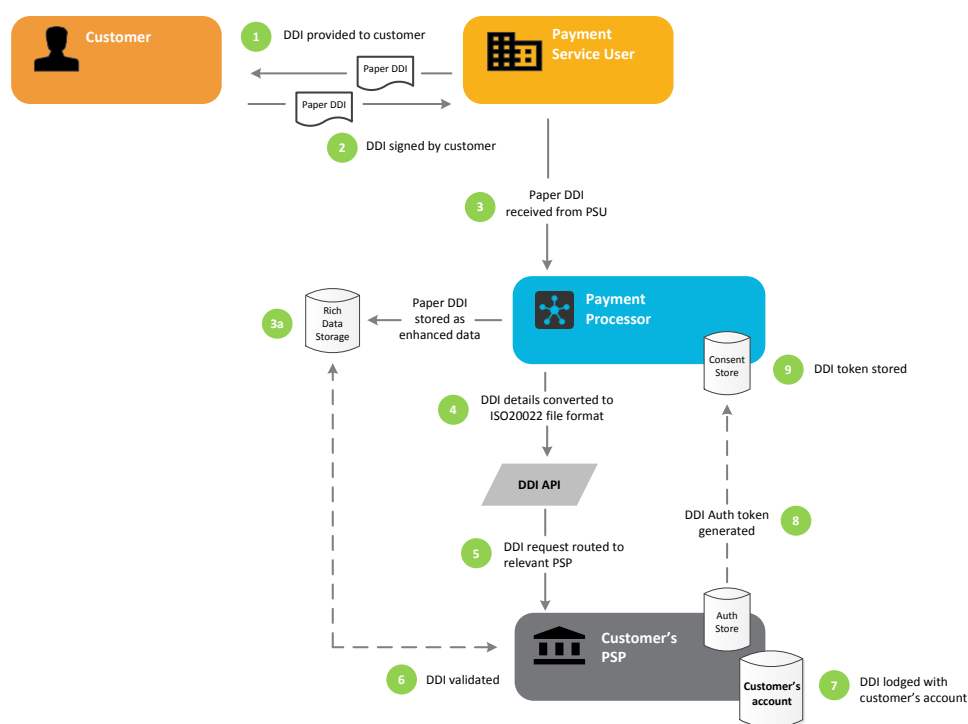 Customer
1
DDI provided to customer
Payment
Service User
Paper DDI
Paper DDI
2
DDI signed by customer
3
Paper DDI
received from PSU
Payment
Processor
3a
Rich
Data
Storage
Paper DDI
stored as
enhanced data
Consent
Store
9
DDI token stored
4
DDI details converted to
ISO20022 file format
DDI API
DDI Auth token
generated
8
5
DDI request routed to
relevant PSP
Auth
Store
Customer's
PSP
6
DDI validated
Customer's
account
7
DDI lodged with
customer's account